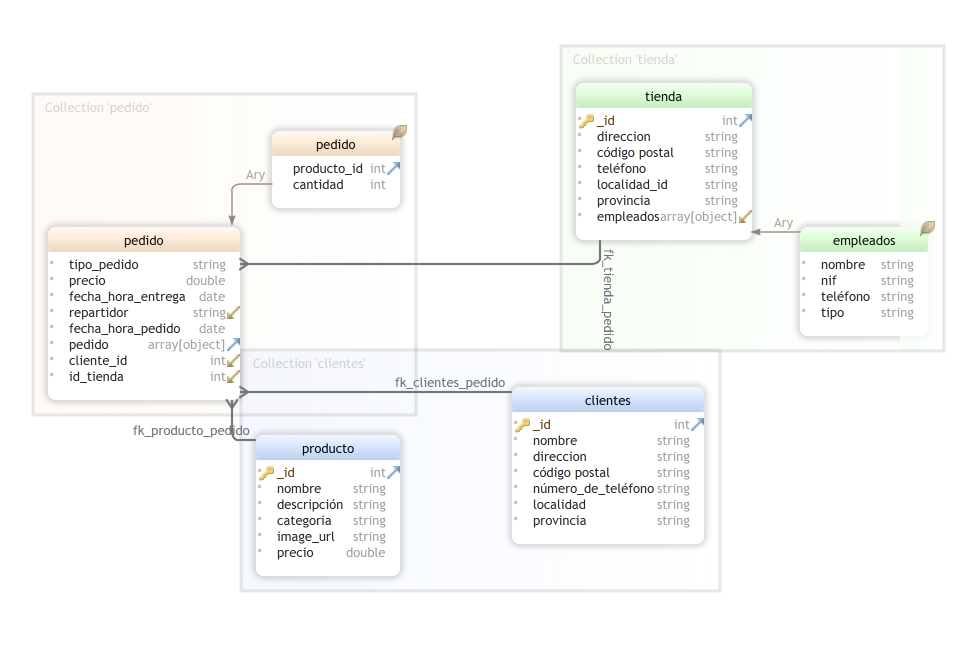 Collection 'tienda'
tienda
_id int
direccion string
código postal string
teléfono string
localidad_id string
provincia string
empleados array[object]
Ary
empleados
nombre string
nif string
teléfono string
tipo string
fk_tienda_pedido
Collection 'pedido'
pedido
producto_id int
cantidad int
Ary
pedido
tipo_pedido string
precio double
fecha_hora_entrega date
repartidor string
fecha_hora_pedido date
pedido array[object]
cliente_id int
id_tienda int
Collection 'clientes'
fk_clientes_pedido
clientes
_id int
nombre string
direccion string
código postal string
número_de_teléfono string
localidad string
provincia string
fk_producto_pedido
producto
_id int
nombre string
descripción string
categoria string
image_url string
precio double